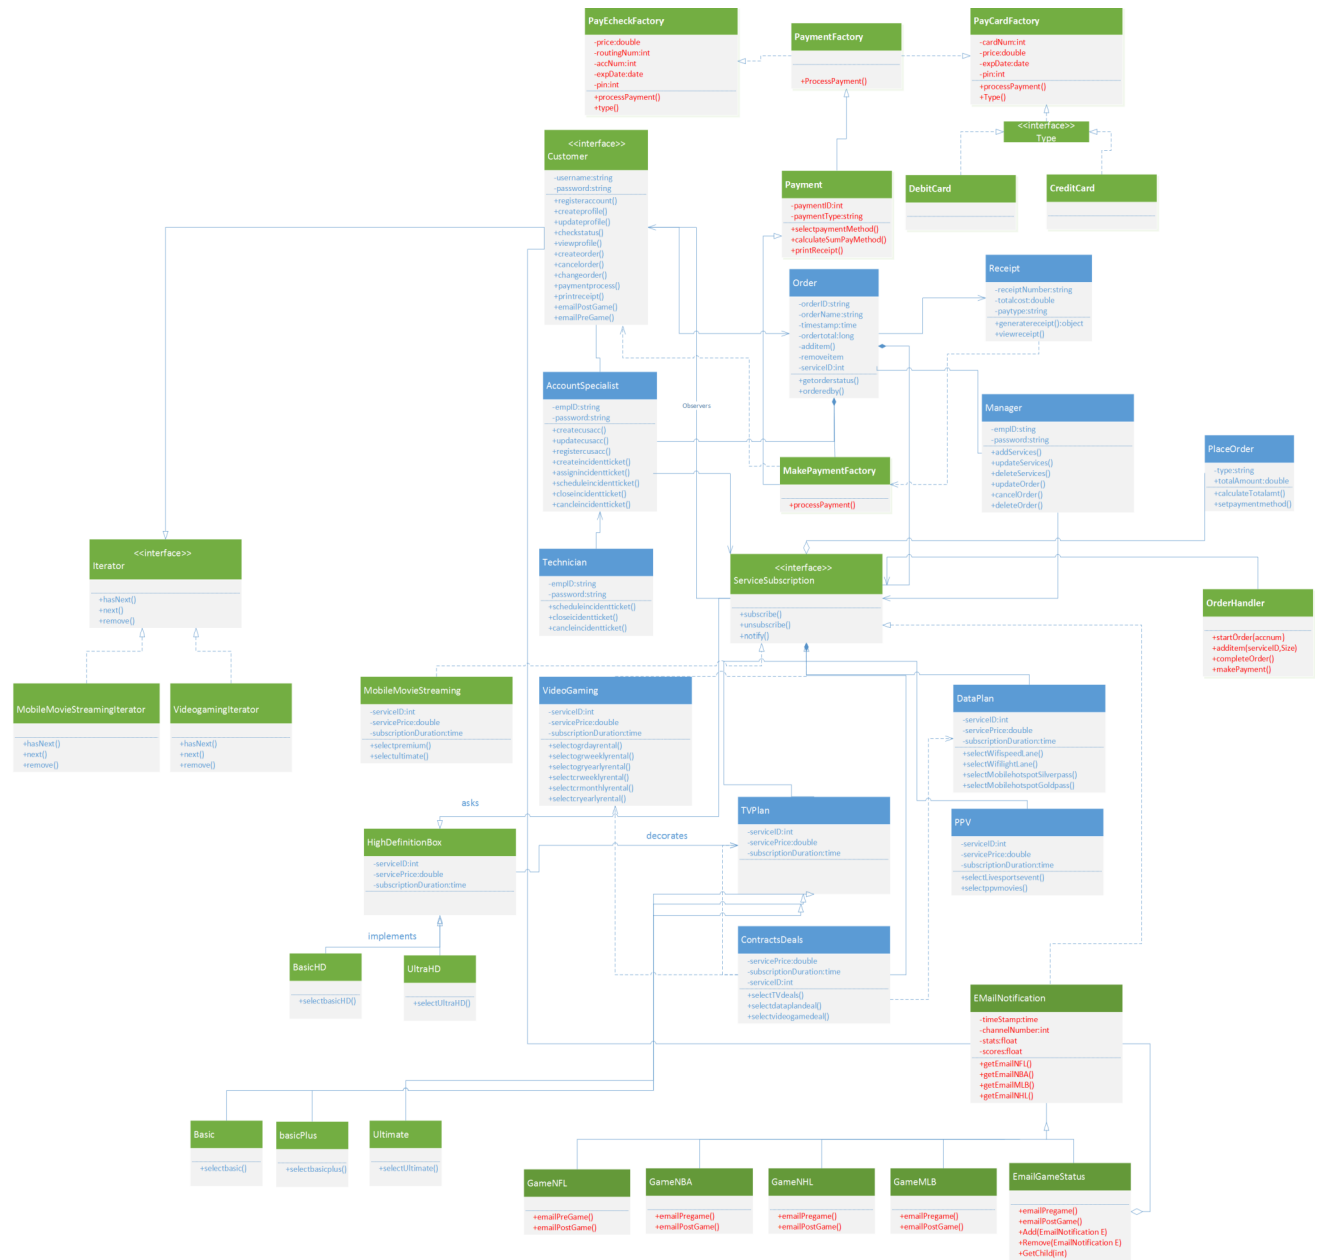 PayEcheckFactory
-price:double
-routingNum:int
-accNum:int
-expDate:date
-pin:int
+processPayment()
+type()
PaymentFactory
+ProcessPayment()
PayCardFactory
-cardNum:int
-price:double
-expDate:date
-pin:int
+processPayment()
+Type()
<<interface>>
Type
DebitCard
CreditCard
<<interface>>
Customer
-username:string
-password:string
+registeraccount()
+createprofile()
+updateprofile()
+checkstatus()
+viewprofile()
+createorder()
+cancelorder()
+changeorder()
+paymentprocess()
+printreceipt()
+emailPostGame()
+emailPreGame()
Payment
-paymentID:int
-paymentType:string
+selectpaymentMethod()
+calculateSumPayMethod()
+printReceipt()
Order
-orderID:string
-orderName:string
-timestamp:time
-ordertotal:long
-additem()
-removeitem
-serviceID:int
+getorderstatus()
+orderedby()
Receipt
-receiptNumber:string
-totalcost:double
-paytype:string
+generatereceipt():object
+viewreceipt()
AccountSpecialist
-empID:string
-password:string
+createcusacc()
+updatecusacc()
+registercusacc()
+createincidentticket()
+assignincidentticket()
+scheduleincidentticket()
+closeincidentticket()
+cancleincidentticket()
Observers
Manager
-empID:sting
-password:string
+addServices()
+updateServices()
+deleteServices()
+updateOrder()
+cancelOrder()
+deleteOrder()
PlaceOrder
-type:string
+totalAmount:double
+calculateTotalamt()
+setpaymentmethod()
MakePaymentFactory
+processPayment()
<<interface>>
Iterator
+hasNext()
+next()
+remove()
Technician
-empID:string
-password:string
+scheduleincidentticket()
+closeicidentticket()
+cancleincidentticket()
<<interface>>
ServiceSubscription
+subscribe()
+unsubscribe()
+notify()
OrderHandler
+startOrder(accnum)
+additem(serviceID,Size)
+completeOrder()
+makePayment()
MobileMovieStreamingIterator
+hasNext()
+next()
+remove()
VideogamingIterator
+hasNext()
+next()
+remove()
MobileMovieStreaming
-serviceID:int
-servicePrice:double
-subscriptionDuration:time
+selectpremium()
+selectultimate()
VideoGaming
-serviceID:int
-servicePrice:double
-subscriptionDuration:time
+selectogrdayrental()
+selectogrweeklyrental()
+selectogryearlyrental()
+selectcrweeklyrental()
+selectcrmonthlyrental()
+selectcryearlyrental()
DataPlan
-serviceID:int
-servicePrice:double
-subscriptionDuration:time
+selectWifispeedLane()
+selectWifilightLane()
+selectMobilehotspotSilverpass()
+selectMobilehotspotGoldpass()
asks
HighDefinitionBox
-serviceID:int
-servicePrice:double
-subscriptionDuration:time
decorates
TVPlan
-serviceID:int
-servicePrice:double
-subscriptionDuration:time
PPV
-serviceID:int
-servicePrice:double
-subscriptionDuration:time
+selectLivesportsevent()
+selectppvmovies()
implements
BasicHD
+selectbasicHD()
UltraHD
+selectUltraHD()
ContractsDeals
-servicePrice:double
-subscriptionDuration:time
-serviceID:int
+selectTVdeals()
+selectdataplandeal()
+selectvideogamedeal()
EMailNotification
-timeStamp:time
-channelNumber:int
-stats:float
-scores:float
+getEmailNFL()
+getEmailNBA()
+getEmailMLB()
+getEmailNHL()
Basic
+selectbasic()
basicPlus
+selectbasicplus()
Ultimate
+selectUltimate()
GameNFL
+emailPreGame()
+emailPostGame()
GameNBA
+emailPregame()
+emailPostGame()
GameNHL
+emailPregame()
+emailPostGame()
GameMLB
+emailPregame()
+emailPostGame()
EmailGameStatus
+emailPregame()
+emailPostGame()
+Add(EmailNotification E)
+Remove(EmailNotification E)
+GetChild(int)